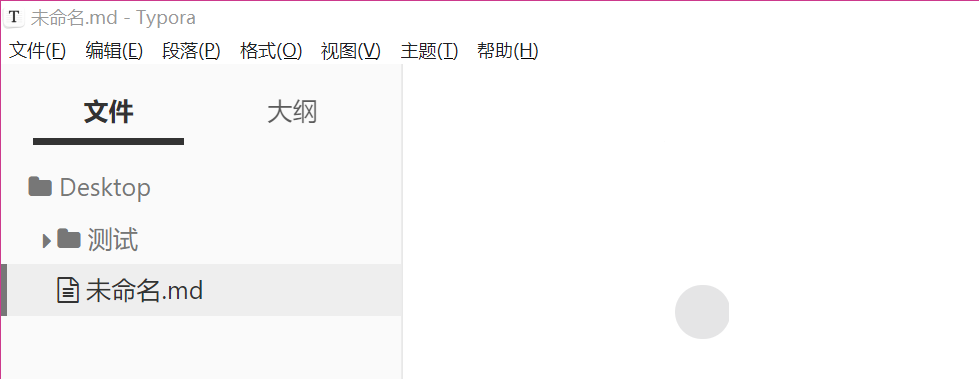 T 未命名.md - Typora
文件(F) 编辑(E) 段落(P) 格式(O) 视图(V) 主题(T) 帮助(H)
文件 大纲
Desktop
测试
未命名.md